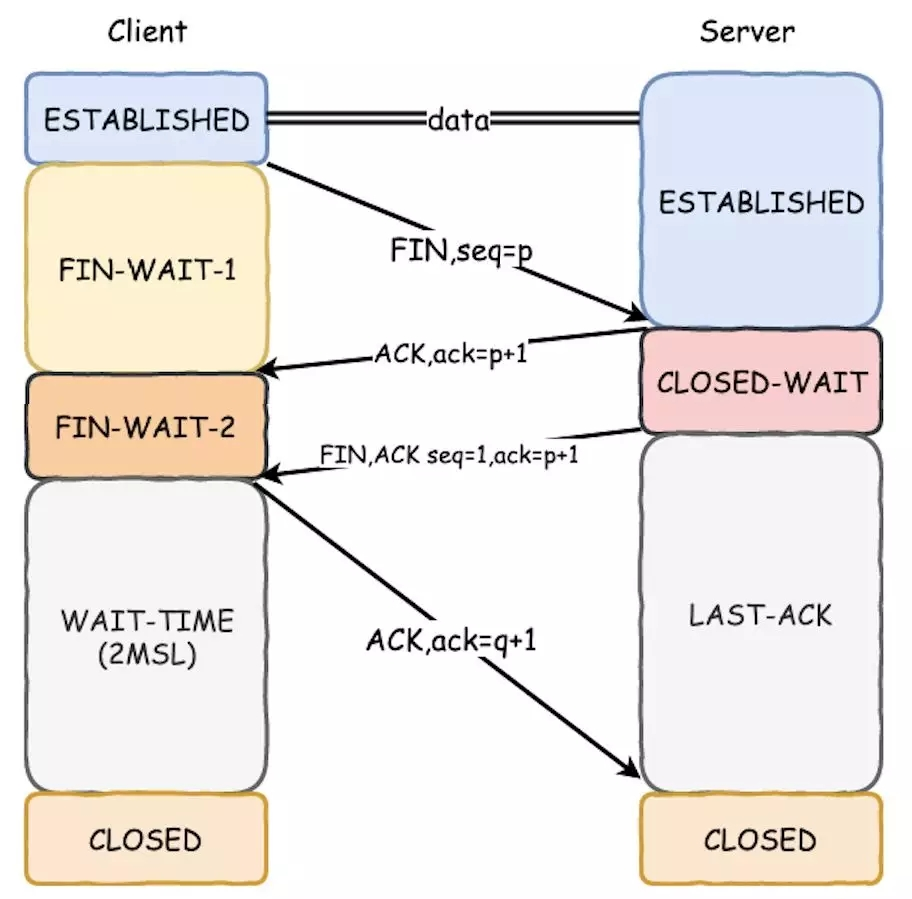 Client
Server
ESTABLISHED
data
ESTABLISHED
FIN,seq=p
FIN-WAIT-1
ACK,ack=p+1
CLOSED-WAIT
FIN-WAIT-2
FIN,ACK seq=1,ack=p+1
WAIT-TIME
(2MSL)
LAST-ACK
ACK,ack=q+1
CLOSED
CLOSED